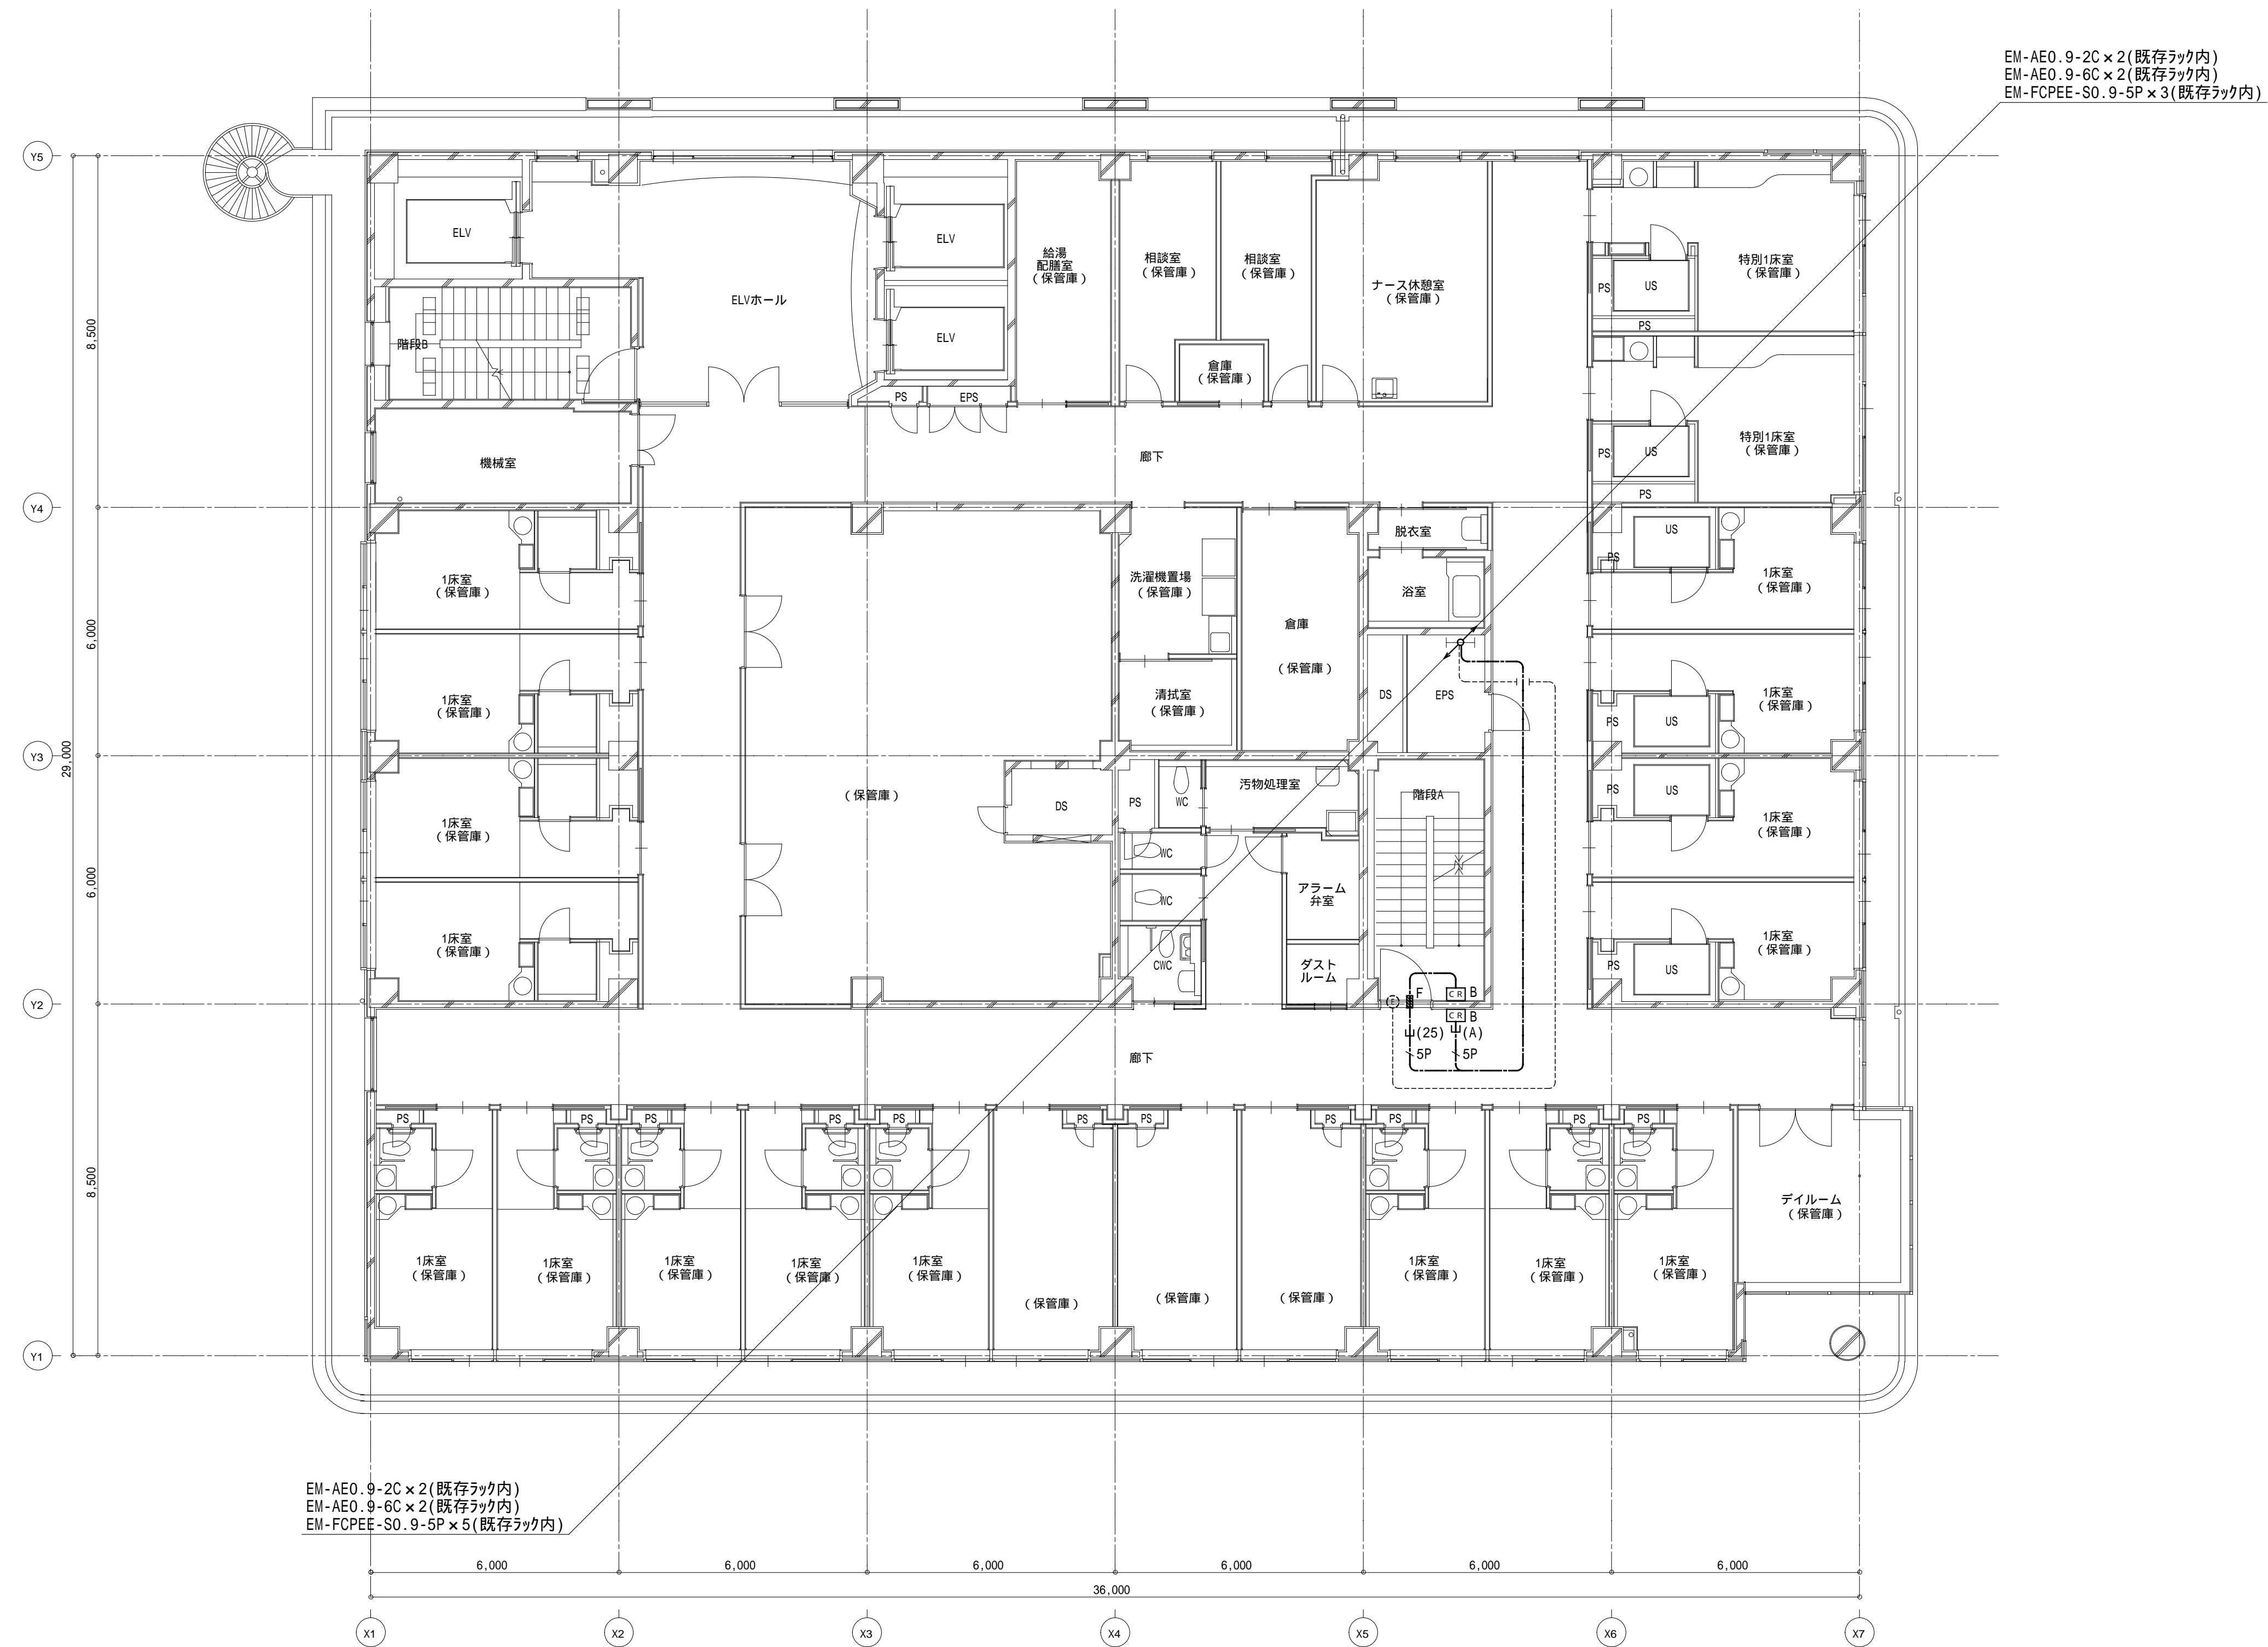 EM-AE0.9-2C×2(既存ﾗｯｸ内)
EM-AE0.9-6C×2(既存ﾗｯｸ内)
EM-FCPEE-S0.9-5P×3(既存ﾗｯｸ内)
Y5
ELV
ELV
ELV
ELVホール
階段B
PS
EPS
給湯
配膳室
(保管庫)
相談室
(保管庫)
相談室
(保管庫)
倉庫
(保管庫)
ナース休憩室
(保管庫)
特別1床室
(保管庫)
PS
US
PS
特別1床室
(保管庫)
PS
US
PS
8,500
機械室
廊下
Y4
1床室
(保管庫)
洗濯機置場
(保管庫)
倉庫
(保管庫)
脱衣室
浴室
US
PS
1床室
(保管庫)
6,000
1床室
(保管庫)
清拭室
(保管庫)
DS
EPS
PS
US
1床室
(保管庫)
Y3
29,000
1床室
(保管庫)
(保管庫)
DS
PS
WC
汚物処理室
階段A
PS
US
1床室
(保管庫)
WC
WC
CWC
アラーム
弁室
ダスト
ルーム
6,000
1床室
(保管庫)
PS
US
1床室
(保管庫)
Y2
E
F
CR
B
CR
B
(25)
(A)
5P
5P
廊下
PS
PS
PS
PS
PS
PS
PS
PS
PS
PS
PS
8,500
デイルーム
(保管庫)
1床室
(保管庫)
1床室
(保管庫)
1床室
(保管庫)
1床室
(保管庫)
1床室
(保管庫)
(保管庫)
(保管庫)
(保管庫)
1床室
(保管庫)
1床室
(保管庫)
1床室
(保管庫)
Y1
EM-AE0.9-2C×2(既存ﾗｯｸ内)
EM-AE0.9-6C×2(既存ﾗｯｸ内)
EM-FCPEE-S0.9-5P×5(既存ﾗｯｸ内)
6,000
6,000
6,000
6,000
6,000
6,000
36,000
X1
X2
X3
X4
X5
X6
X7